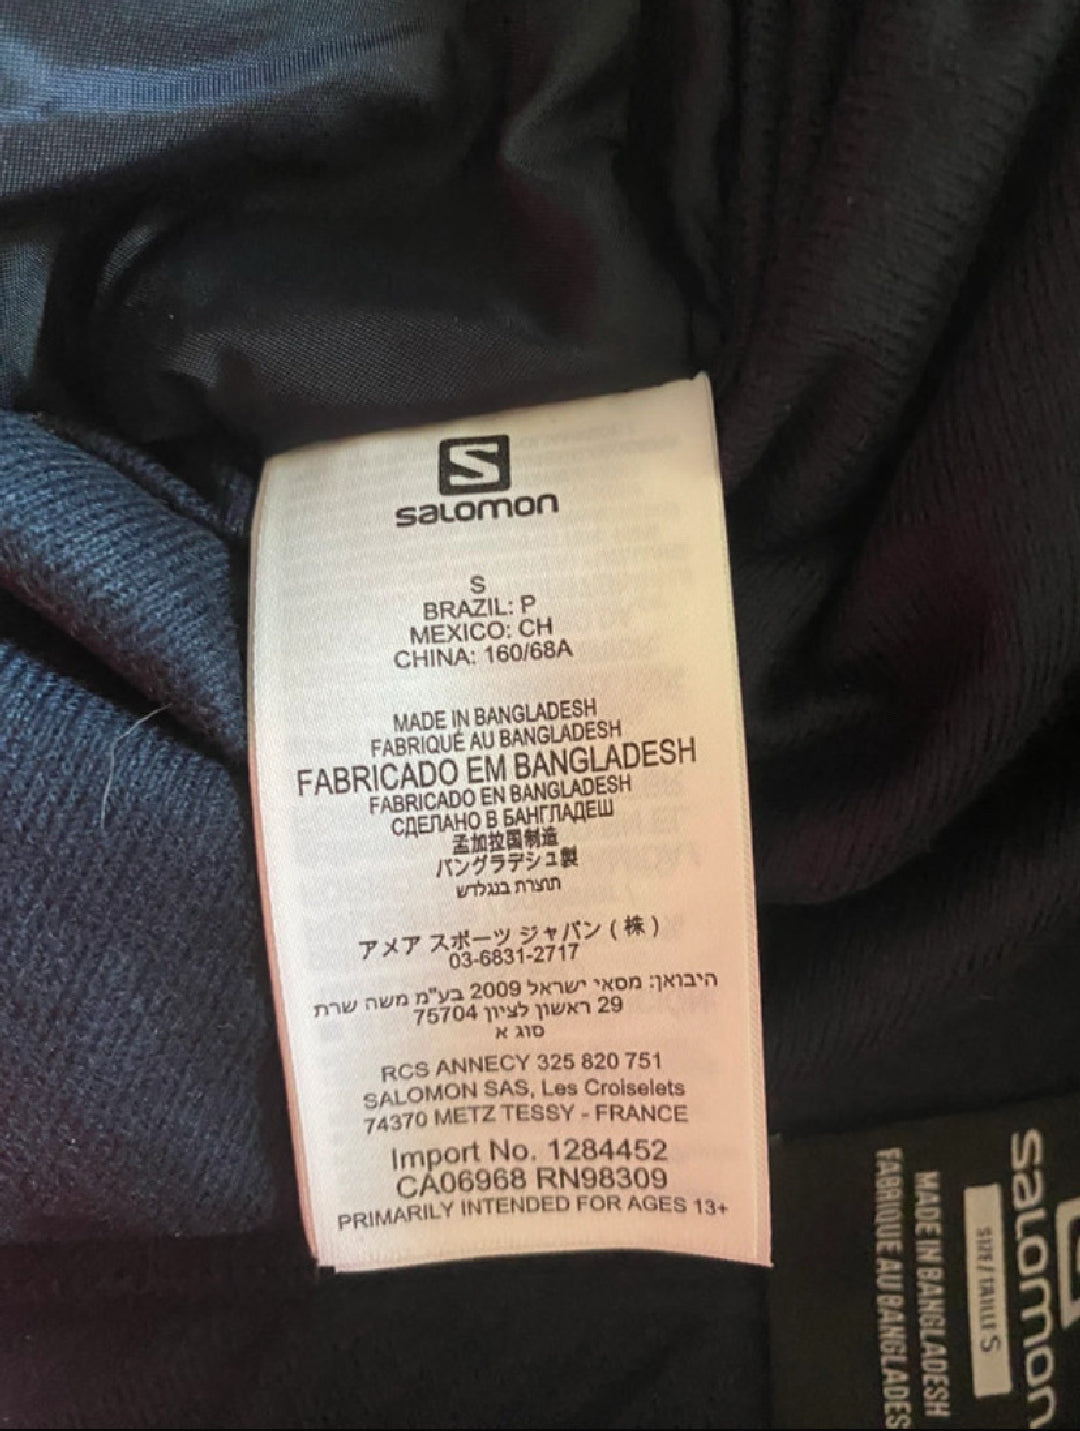 S
salomon
S
BRAZIL: P
MEXICO: CH
CHINA: 160/68A
MADE IN BANGLADESH
FABRIQUÉ AU BANGLADESH
FABRICADO EM BANGLADESH
FABRICADO EN BANGLADESH
СДЕЛАНО В БАНГЛАДЕШ
孟加拉国制造
バングラデシュ製
תוצרת בנגלדש
アメア スポーツ ジャパン ( 株 )
03-6831-2717
היבואן: מסאי ישראל 2009 בע"מ משה שרת
29 ראשון לציון 75704
סוג א
RCS ANNECY 325 820 751
SALOMON SAS, Les Croiselets
74370 METZ TESSY - FRANCE
Import No. 1284452
CA06968 RN98309
PRIMARILY INTENDED FOR AGES 13+
salomon
SIZE / TAILLE S
MADE IN BANGLADESH
FABRIQUE AU BANGLADES